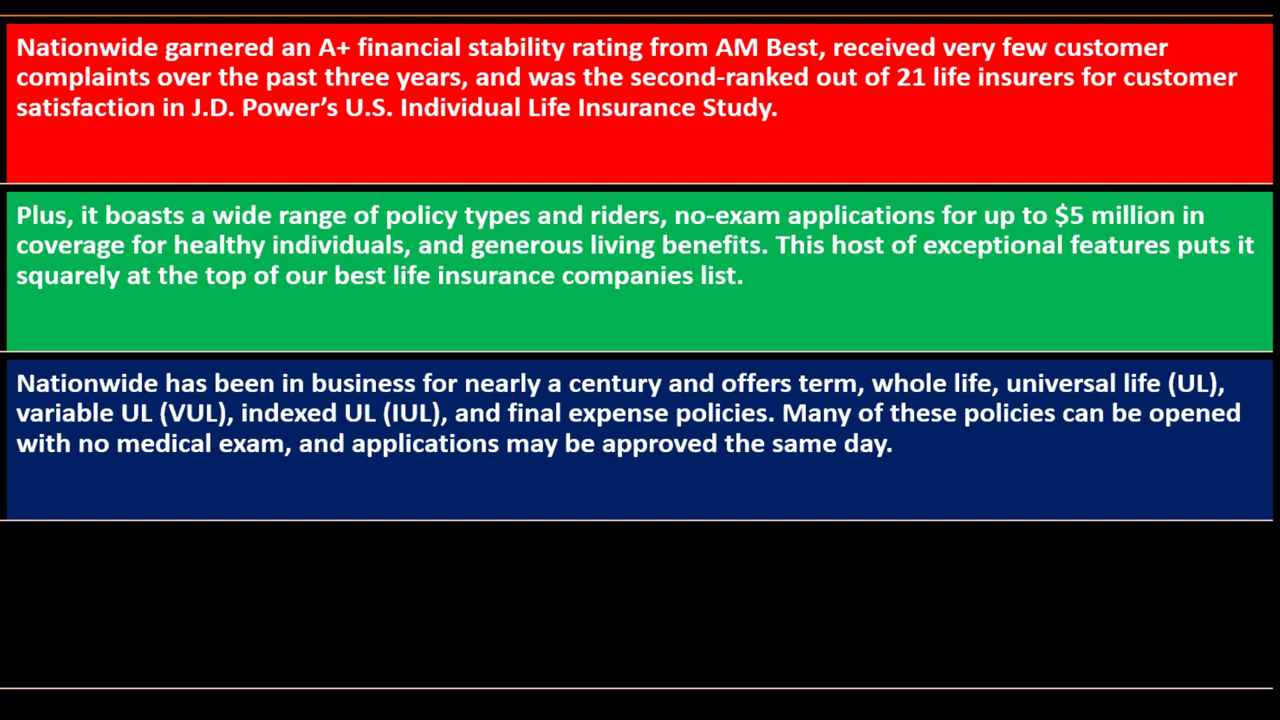 Nationwide garnered an A+ financial stability rating from AM Best, received very few customer
complaints over the past three years, and was the second-ranked out of 21 life insurers for customer
satisfaction in J.D. Power’s U.S. Individual Life Insurance Study.
Plus, it boasts a wide range of policy types and riders, no-exam applications for up to $5 million in
coverage for healthy individuals, and generous living benefits. This host of exceptional features puts it
squarely at the top of our best life insurance companies list.
Nationwide has been in business for nearly a century and offers term, whole life, universal life (UL),
variable UL (VUL), indexed UL (IUL), and final expense policies. Many of these policies can be opened
with no medical exam, and applications may be approved the same day.